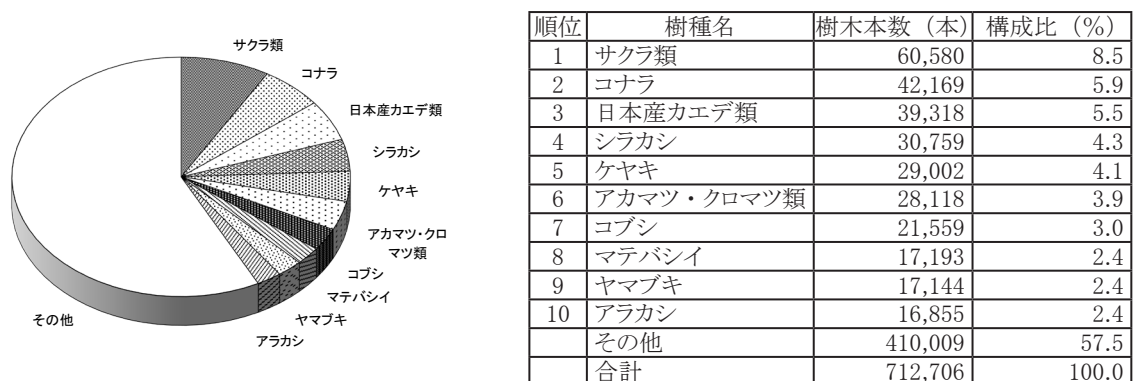 サクラ類
コナラ
日本産カエデ類
シラカシ
ケヤキ
アカマツ・クロ
マツ類
コブシ
マテバシイ
ヤマブキ
アラカシ
その他
順位 樹種名 樹木本数（本） 構成比（%）
1 サクラ類 60,580 8.5
2 コナラ 42,169 5.9
3 日本産カエデ類 39,318 5.5
4 シラカシ 30,759 4.3
5 ケヤキ 29,002 4.1
6 アカマツ・クロマツ類 28,118 3.9
7 コブシ 21,559 3.0
8 マテバシイ 17,193 2.4
9 ヤマブキ 17,144 2.4
10 アラカシ 16,855 2.4
その他 410,009 57.5
合計 712,706 100.0